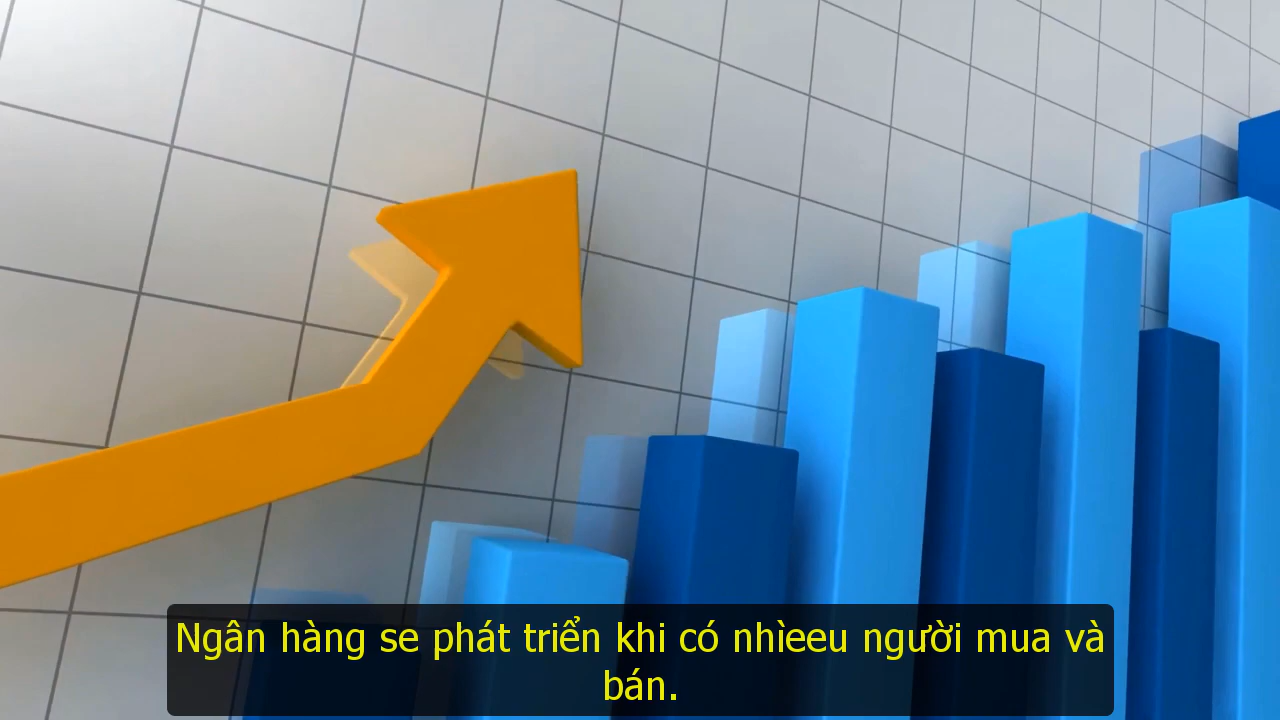 Ngân hàng se phát triển khi có nhìeeu người mua và
bán.